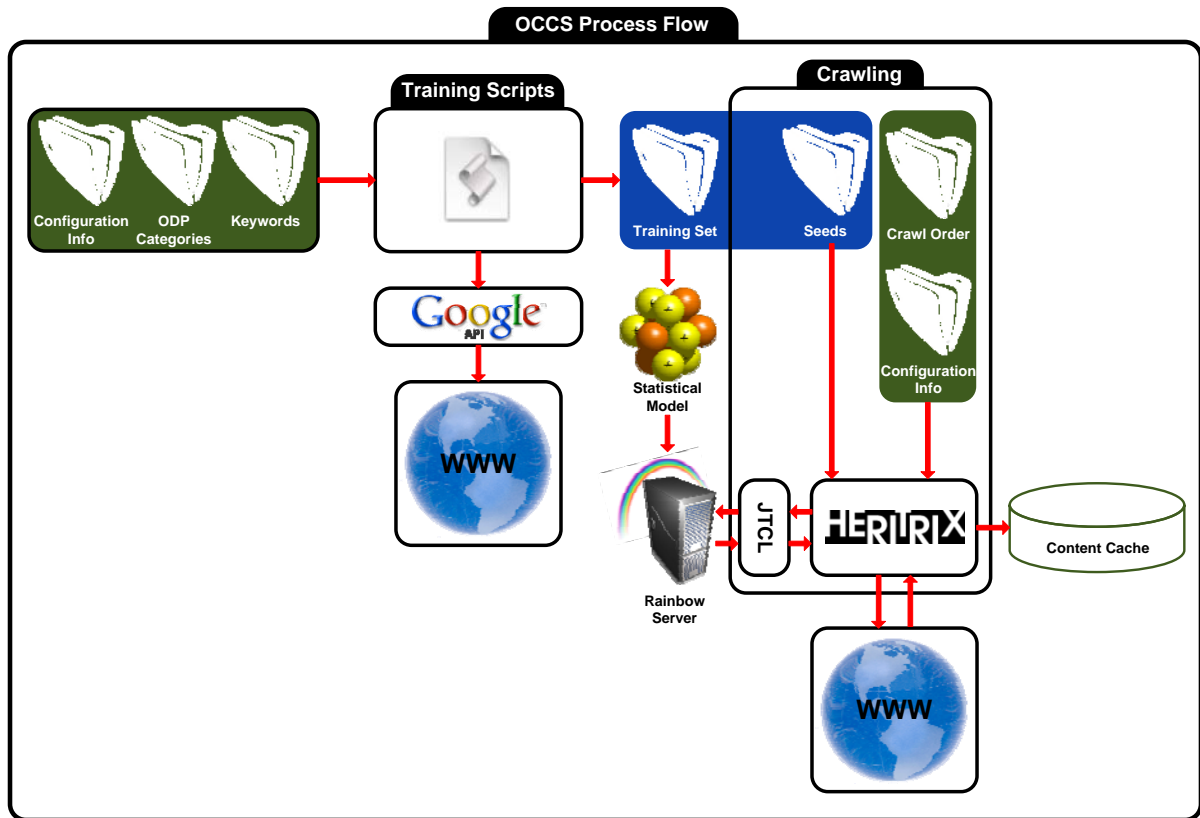 OCCS Process Flow
Training Scripts
Crawling
Configuration
Info
ODP
Categories
Keywords
Training Set
Seeds
Crawl Order
Configuration
Info
Google
API
Statistical
Model
WWW
JTCL
HERITRIX
Content Cache
Rainbow
Server
WWW